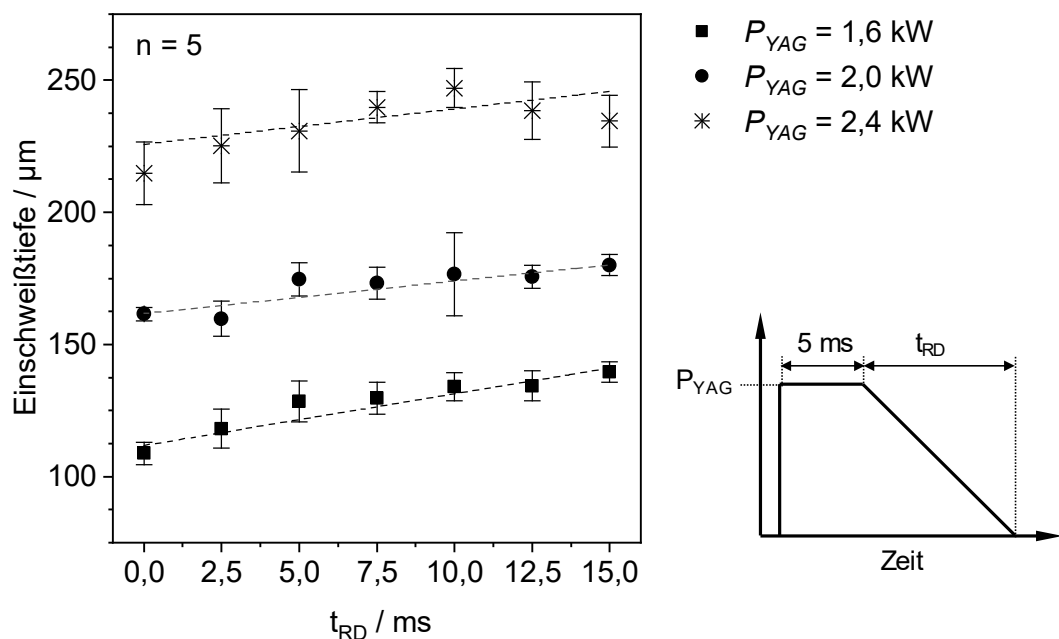 n = 5
250
200
150
100
Einschweißtiefe / µm
0,0 2,5 5,0 7,5 10,0 12,5 15,0
t_RD / ms
P_YAG = 1,6 kW
P_YAG = 2,0 kW
P_YAG = 2,4 kW
5 ms t_RD
P_YAG
Zeit